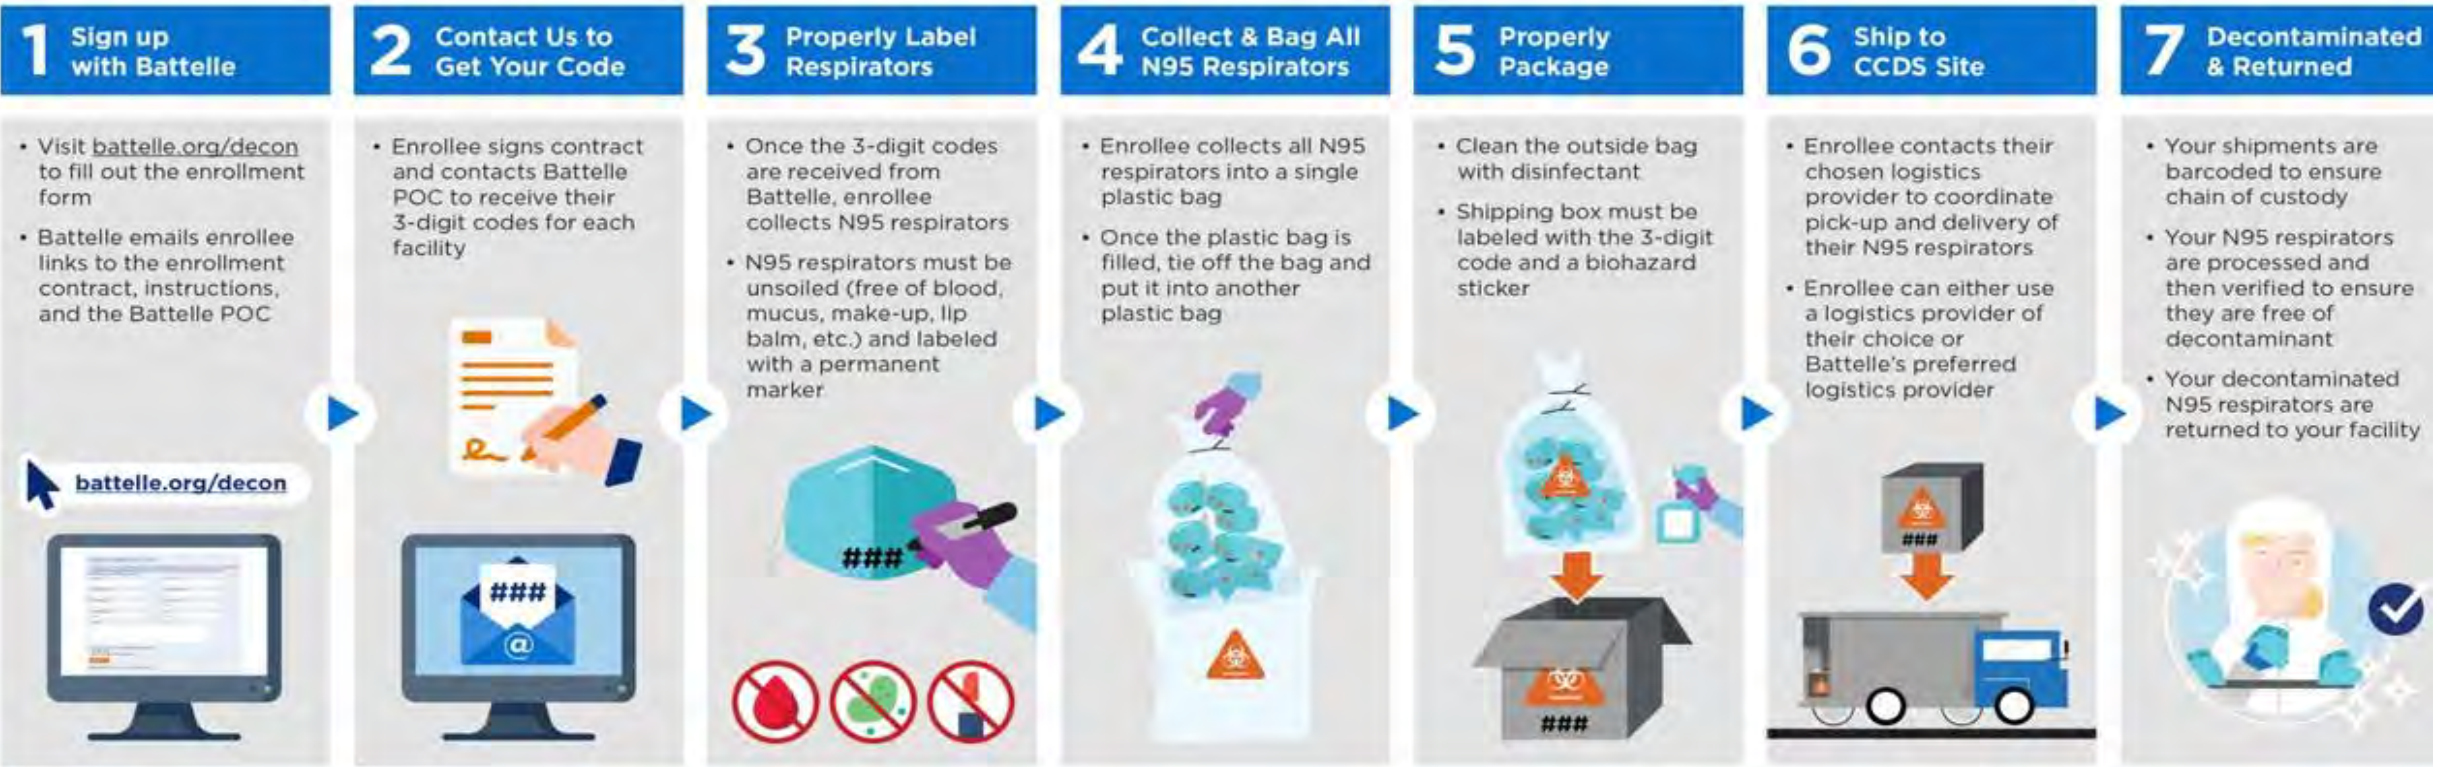 1
Sign up
with Battelle
• Visit battelle.org/decon
to fill out the enrollment
form
• Battelle emails enrollee
links to the enrollment
contract, instructions,
and the Battelle POC
battelle.org/decon
2
Contact Us to
Get Your Code
• Enrollee signs contract
and contacts Battelle
POC to receive their
3-digit codes for each
facility
###
@
3
Properly Label
Respirators
• Once the 3-digit codes
are received from
Battelle, enrollee
collects N95 respirators
• N95 respirators must be
unsoiled (free of blood,
mucus, make-up, lip
balm, etc.) and labeled
with a permanent
marker
###
4
Collect & Bag All
N95 Respirators
• Enrollee collects all N95
respirators into a single
plastic bag
• Once the plastic bag is
filled, tie off the bag and
put it into another
plastic bag
5
Properly
Package
• Clean the outside bag
with disinfectant
• Shipping box must be
labeled with the 3-digit
code and a biohazard
sticker
###
6
Ship to
CCDS Site
• Enrollee contacts their
chosen logistics
provider to coordinate
pick-up and delivery of
their N95 respirators
• Enrollee can either use
a logistics provider of
their choice or
Battelle's preferred
logistics provider
###
7
Decontaminated
& Returned
• Your shipments are
barcoded to ensure
chain of custody
• Your N95 respirators
are processed and
then verified to ensure
they are free of
decontaminant
• Your decontaminated
N95 respirators are
returned to your facility